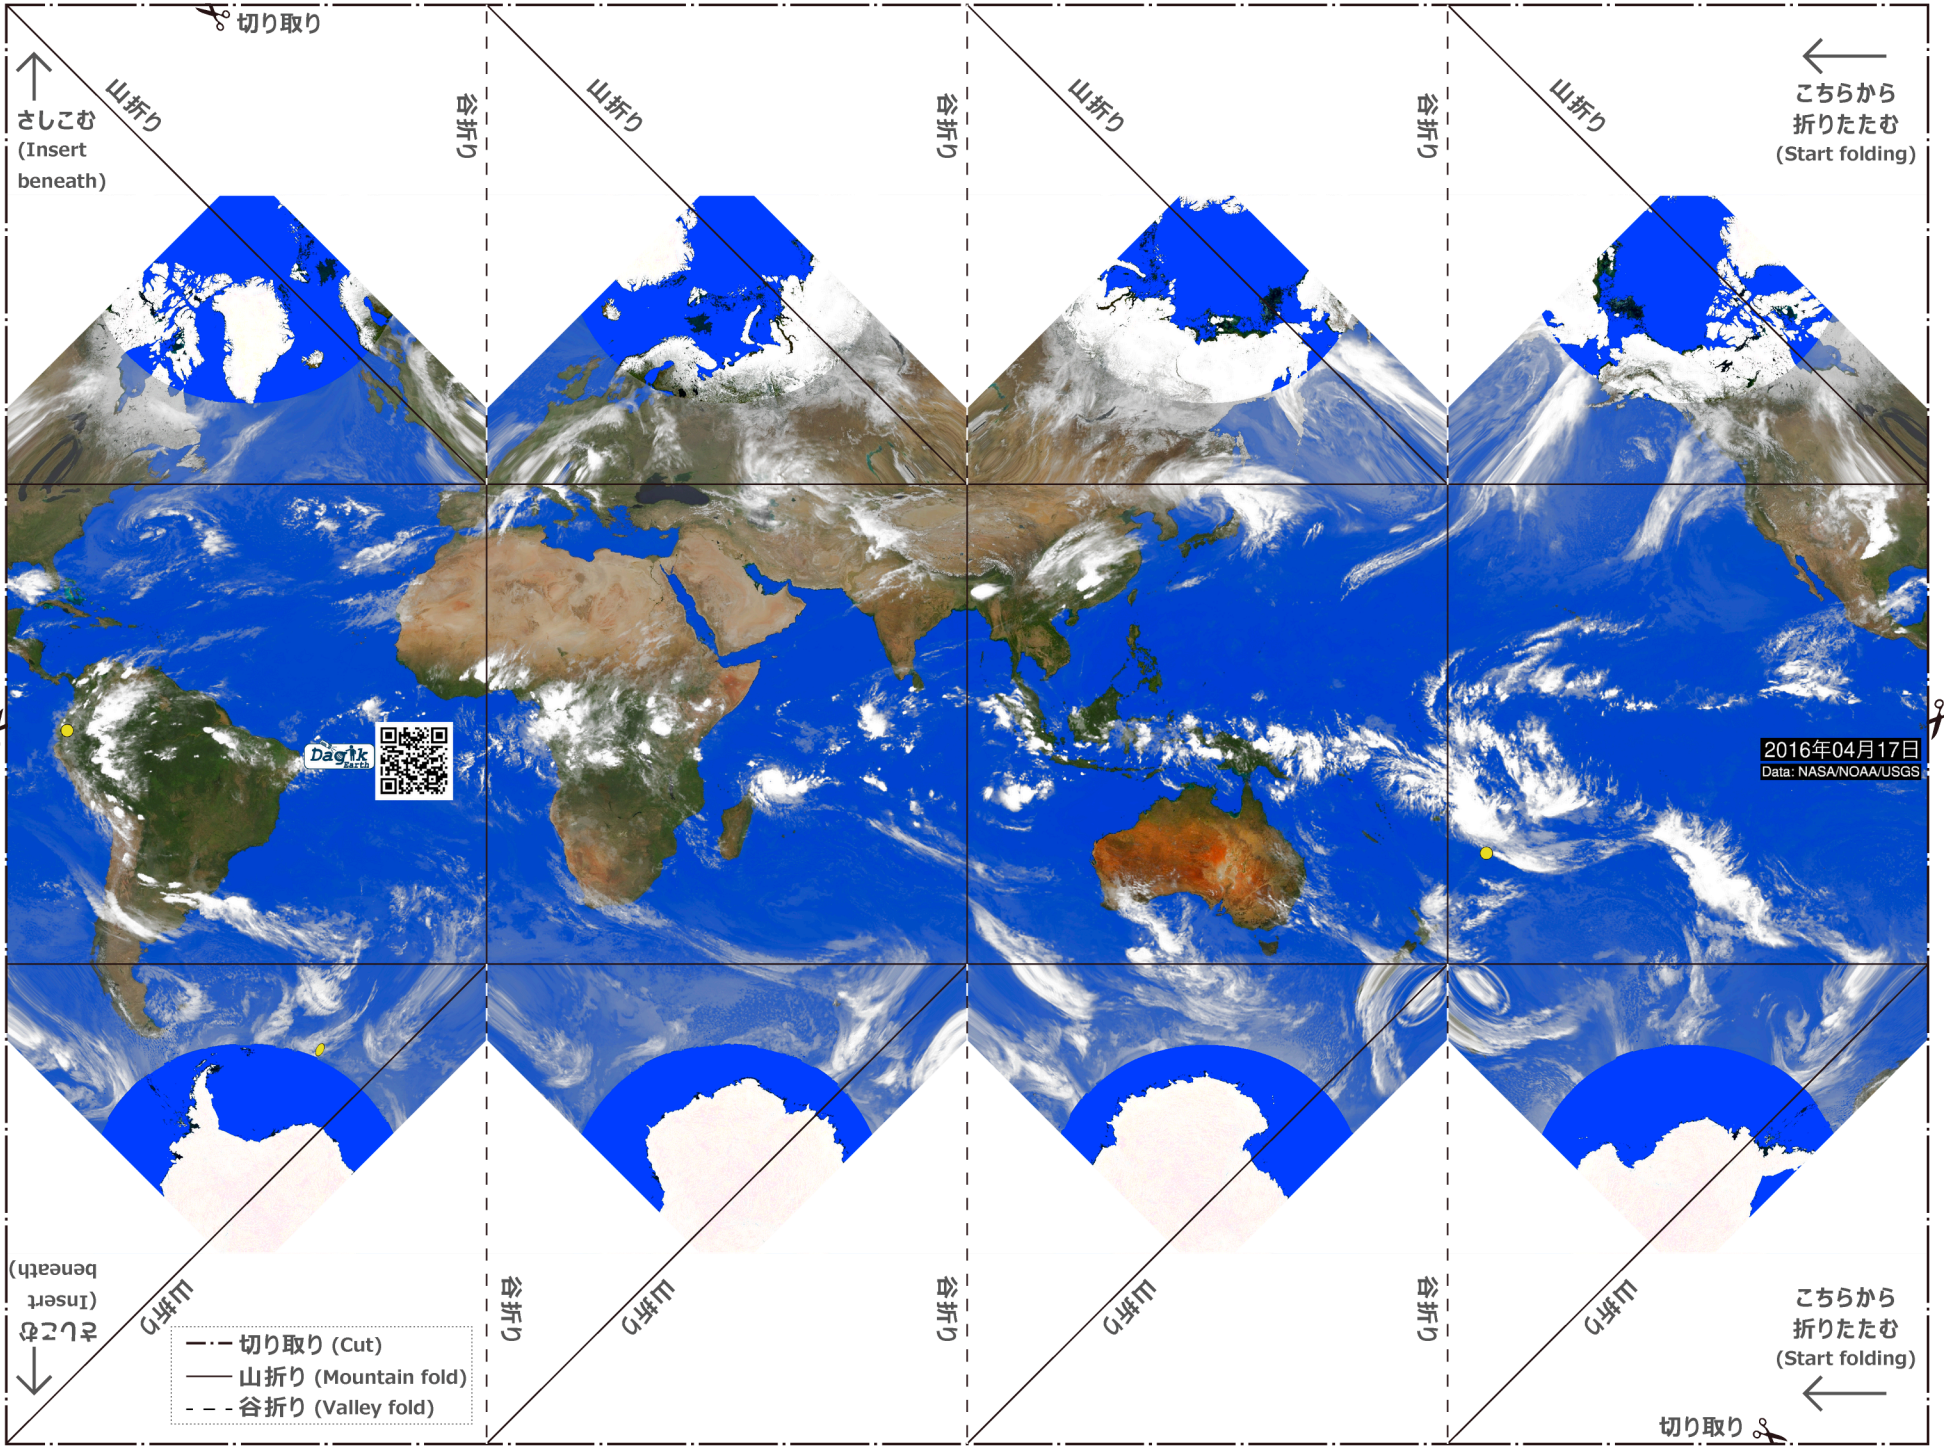 切り取り
山折り
谷折り
山折り
谷折り
山折り
谷折り
山折り
さしこむ
(Insert
beneath)
こちらから
折りたたむ
(Start folding)
Dagik
Earth
2016年04月17日
Data: NASA/NOAA/USGS
さしこむ
(Insert
beneath)
山折り
谷折り
山折り
谷折り
山折り
谷折り
山折り
こちらから
折りたたむ
(Start folding)
切り取り (Cut)
山折り (Mountain fold)
谷折り (Valley fold)
切り取り